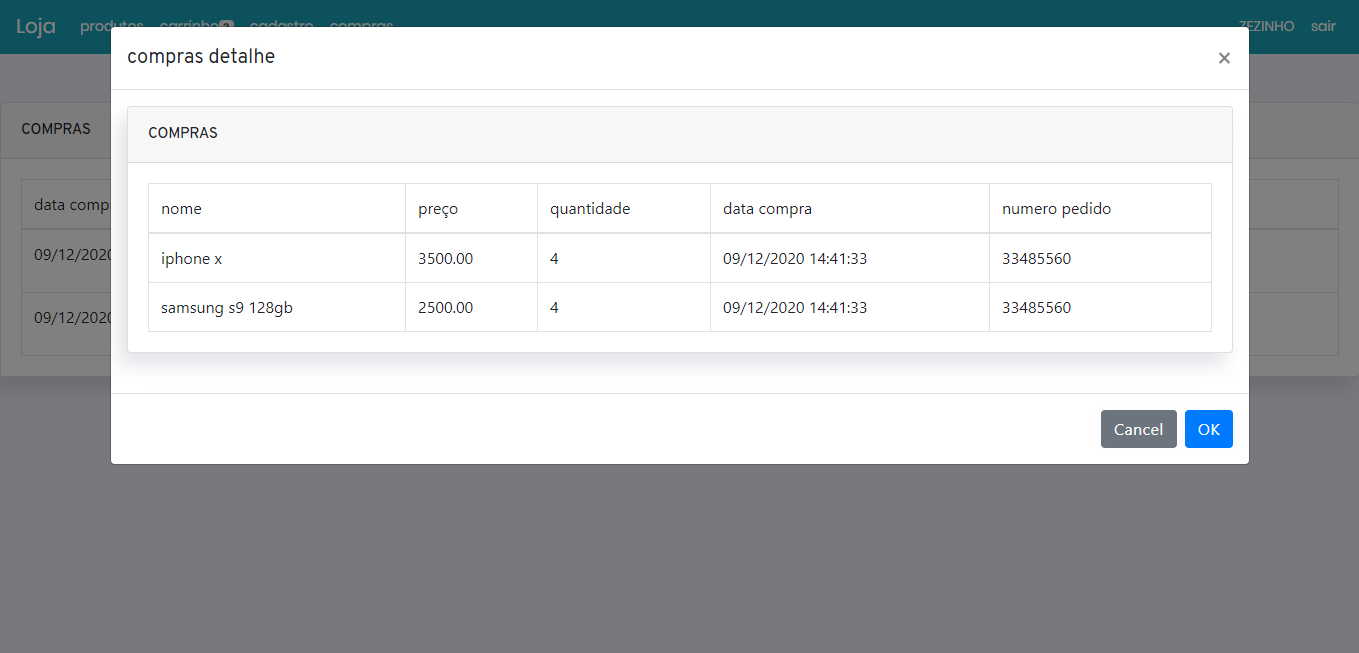 Loja produtos carrinho cadastro compras ZEZINHO sair
compras detalhe ×
COMPRAS
COMPRAS
data comp
09/12/2020
09/12/2020
nome preço quantidade data compra numero pedido
iphone x 3500.00 4 09/12/2020 14:41:33 33485560
samsung s9 128gb 2500.00 4 09/12/2020 14:41:33 33485560
Cancel OK